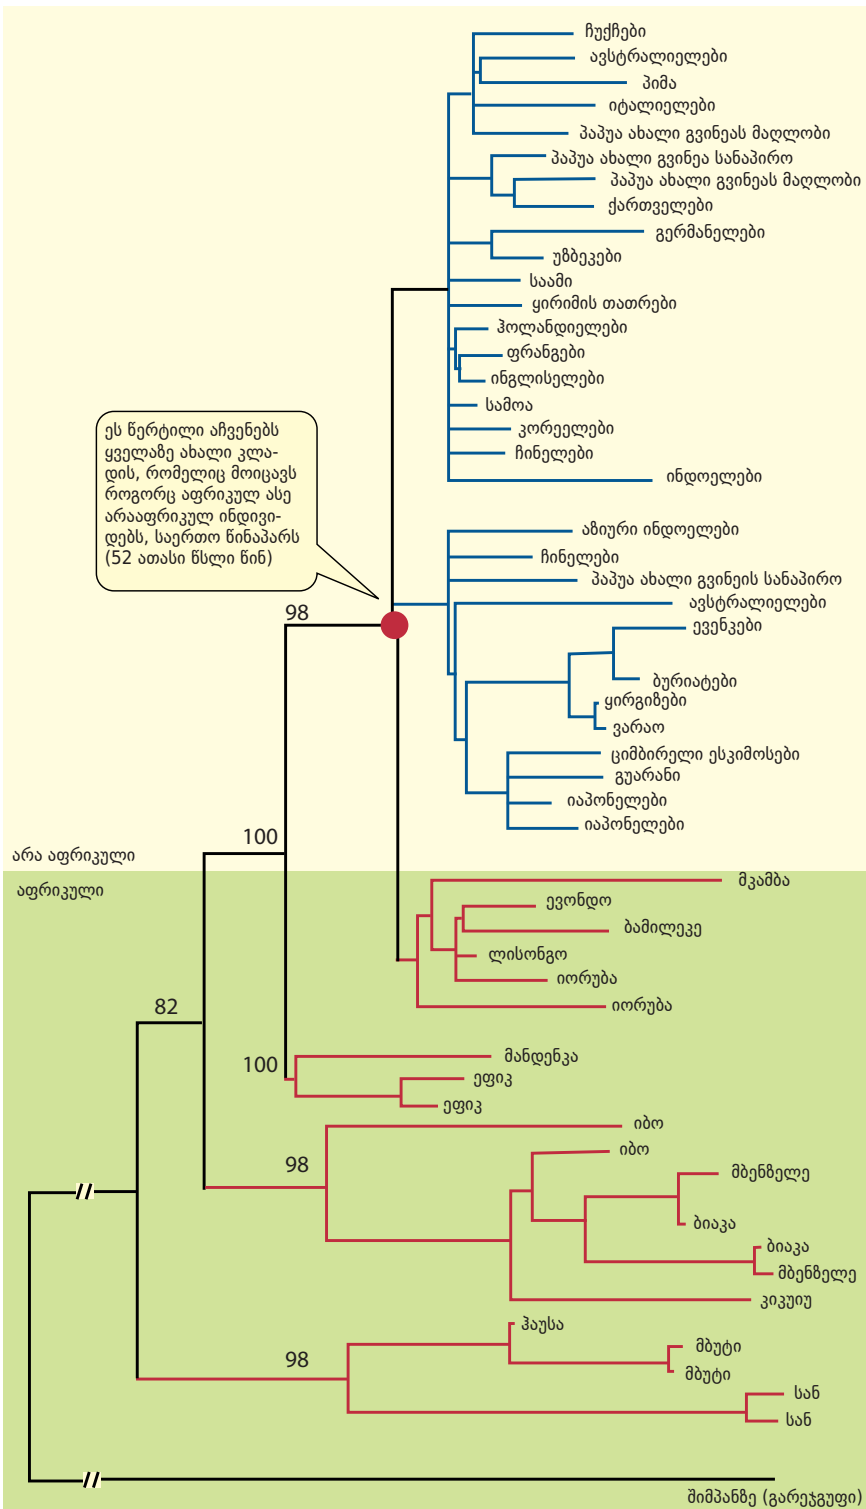 ჩუქჩები
ავსტრალიელები
პიმა
იტალიელები
პაპუა ახალი გვინეას მაღლობი
პაპუა ახალი გვინეა სანაპირო
პაპუა ახალი გვინეას მაღლობი
ქართველები
გერმანელები
უზბეკები
საამი
ყირიმის თათრები
ჰოლანდიელები
ფრანგები
ინგლისელები
სამოა
კორეელები
ჩინელები
ინდოელები
ეს წერტილი აჩვენებს
ყველაზე ახალი კლა-
დის, რომელიც მოიცავს
როგორც აფრიკულ ასე
არააფრიკულ ინდივი-
დებს, საერთო წინაპარს
(52 ათასი წსლი წინ)
აზიური ინდოელები
ჩინელები
პაპუა ახალი გვინეის სანაპირო
ავსტრალიელები
98
ევენკები
ბურიატები
ყირგიზები
ვარაო
ციმბირელი ესკიმოსები
გუარანი
იაპონელები
იაპონელები
100
არა აფრიკული
აფრიკული
მკამბა
ევონდო
ბამილეკე
ლისონგო
იორუბა
იორუბა
82
100
მანდენკა
ეფიკ
ეფიკ
იბო
იბო
98
მბენზელე
ბიაკა
ბიაკა
მბენზელე
კიკუიუ
ჰაუსა
98
მბუტი
მბუტი
სან
სან
შიმპანზე (გარეჯგუფი)